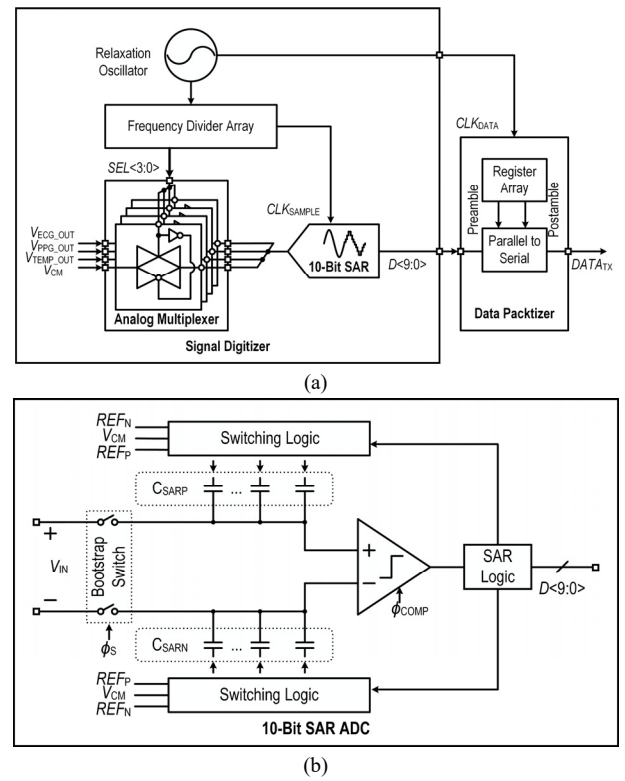 Relaxation
Oscillator
Frequency Divider Array
SEL<3:0>
CLKSAMPLE
CLKDATA
VECG_OUT
VPPG_OUT
VTEMP_OUT
VCM
Analog Multiplexer
10-Bit SAR
D<9:0>
Signal Digitizer
Preamble
Register
Array
Postamble
Parallel to
Serial
DATATX
Data Packtizer
(a)
REFN
VCM
REFP
Switching Logic
CSARP
...
+
VIN
−
Bootstrap
Switch
ϕS
+
−
ϕCOMP
SAR
Logic
D<9:0>
CSARN
...
REFP
VCM
REFN
Switching Logic
10-Bit SAR ADC
(b)